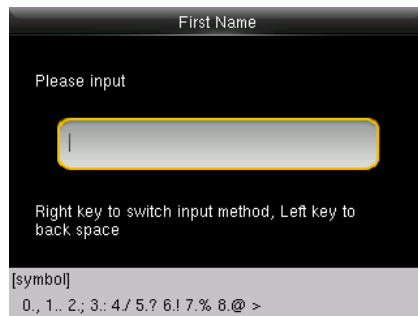 First Name
Please input
Right key to switch input method, Left key to
back space
[symbol]
0., 1.. 2.; 3.: 4./ 5.? 6.! 7.% 8.@ >